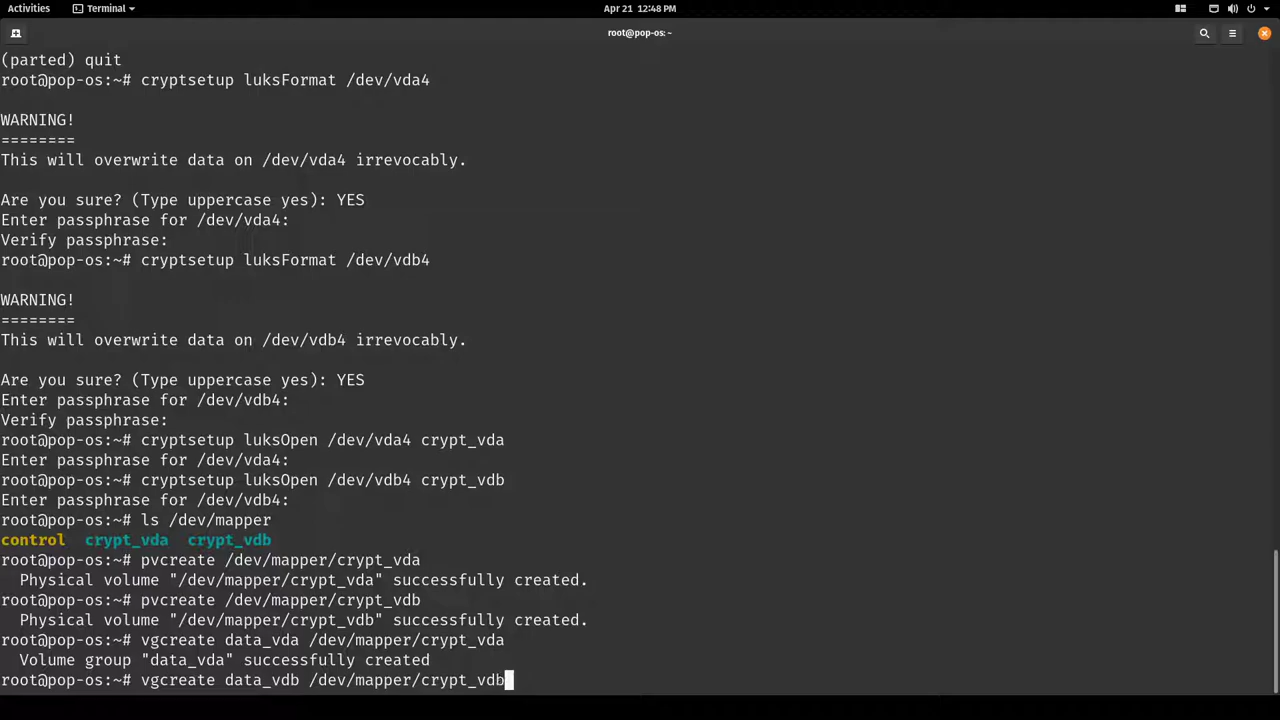 Activities
Terminal
Apr 21 12:48 PM
root@pop-os: ~
(parted) quit
root@pop-os:~# cryptsetup luksFormat /dev/vda4
WARNING!
========
This will overwrite data on /dev/vda4 irrevocably.
Are you sure? (Type uppercase yes): YES
Enter passphrase for /dev/vda4:
Verify passphrase:
root@pop-os:~# cryptsetup luksFormat /dev/vdb4
WARNING!
========
This will overwrite data on /dev/vdb4 irrevocably.
Are you sure? (Type uppercase yes): YES
Enter passphrase for /dev/vdb4:
Verify passphrase:
root@pop-os:~# cryptsetup luksOpen /dev/vda4 crypt_vda
Enter passphrase for /dev/vda4:
root@pop-os:~# cryptsetup luksOpen /dev/vdb4 crypt_vdb
Enter passphrase for /dev/vdb4:
root@pop-os:~# ls /dev/mapper
control  crypt_vda  crypt_vdb
root@pop-os:~# pvcreate /dev/mapper/crypt_vda
  Physical volume "/dev/mapper/crypt_vda" successfully created.
root@pop-os:~# pvcreate /dev/mapper/crypt_vdb
  Physical volume "/dev/mapper/crypt_vdb" successfully created.
root@pop-os:~# vgcreate data_vda /dev/mapper/crypt_vda
  Volume group "data_vda" successfully created
root@pop-os:~# vgcreate data_vdb /dev/mapper/crypt_vdb